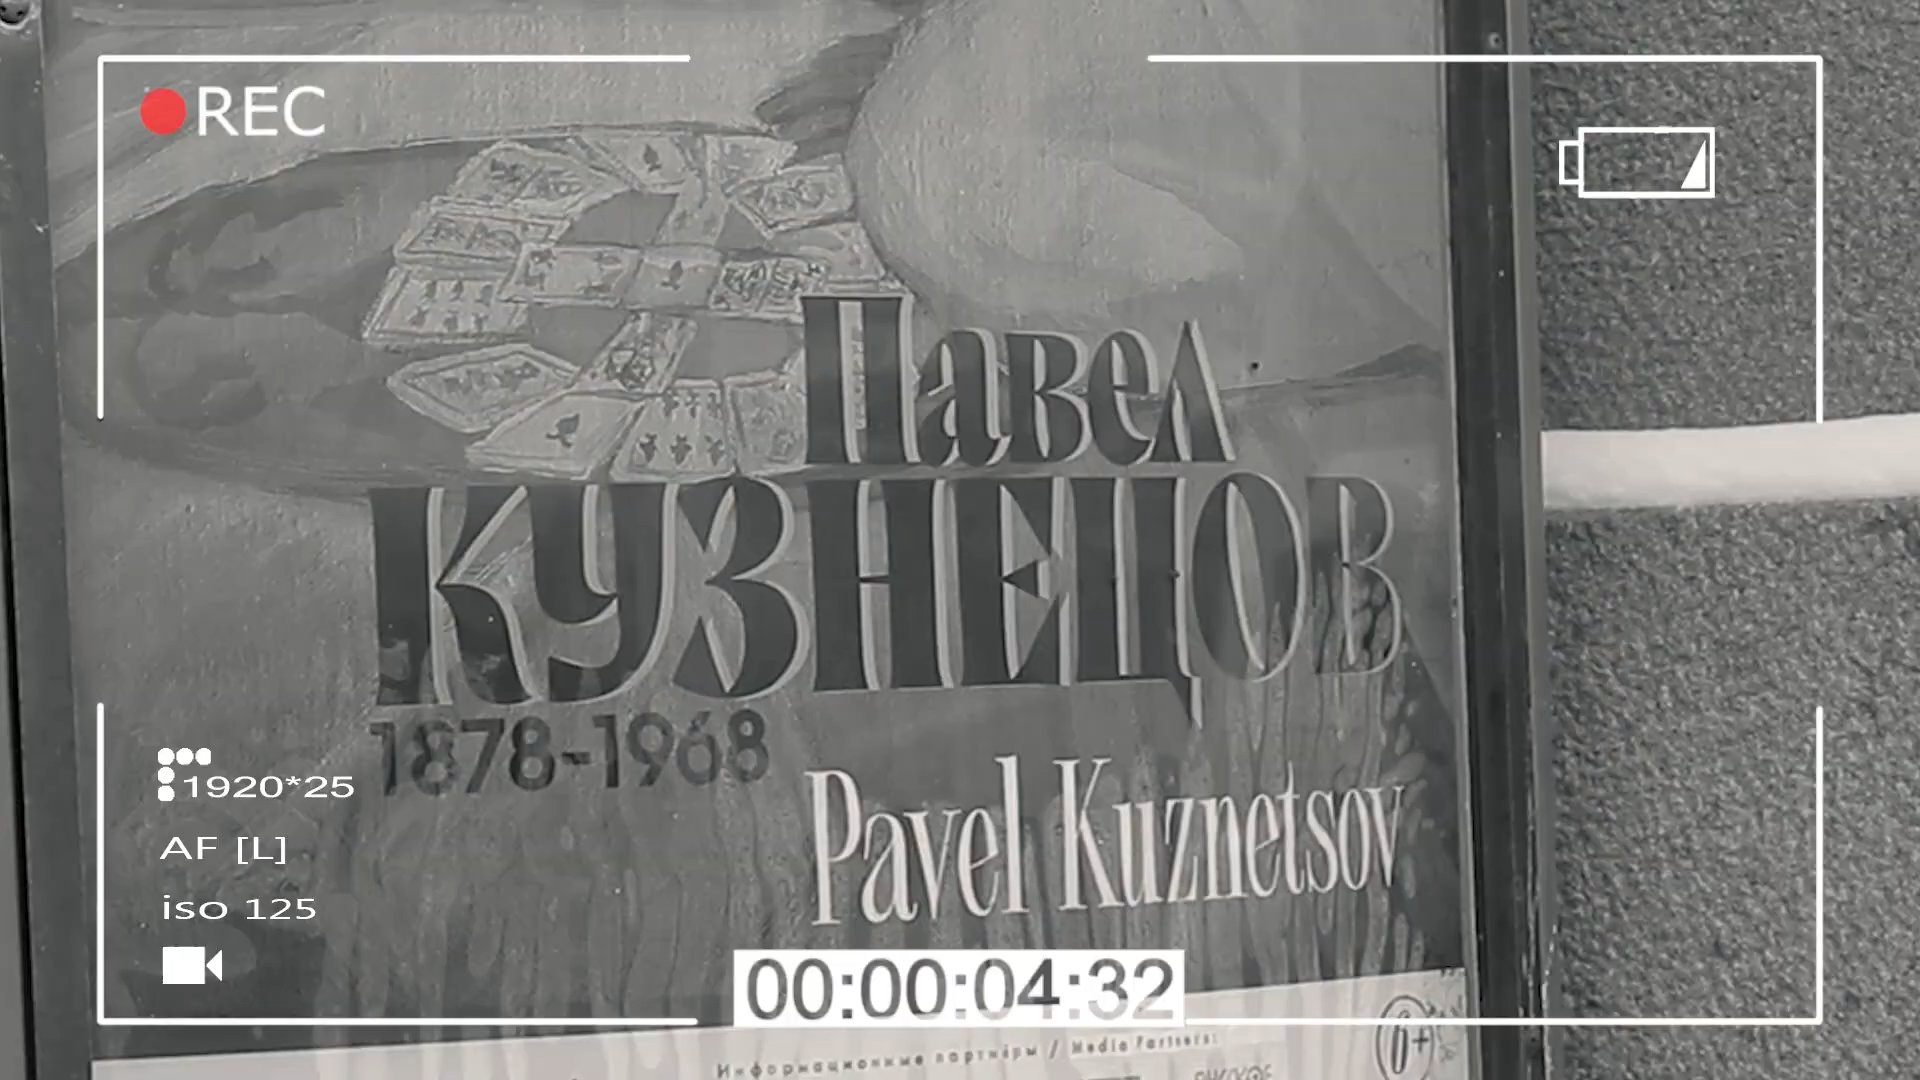 REC
Павел
КУЗНЕЦОВ
1878-1968
Pavel Kuznetsov
1920*25
AF [L]
iso 125
00:00:04:32
6+
Информационные партнёры / Media Partners: